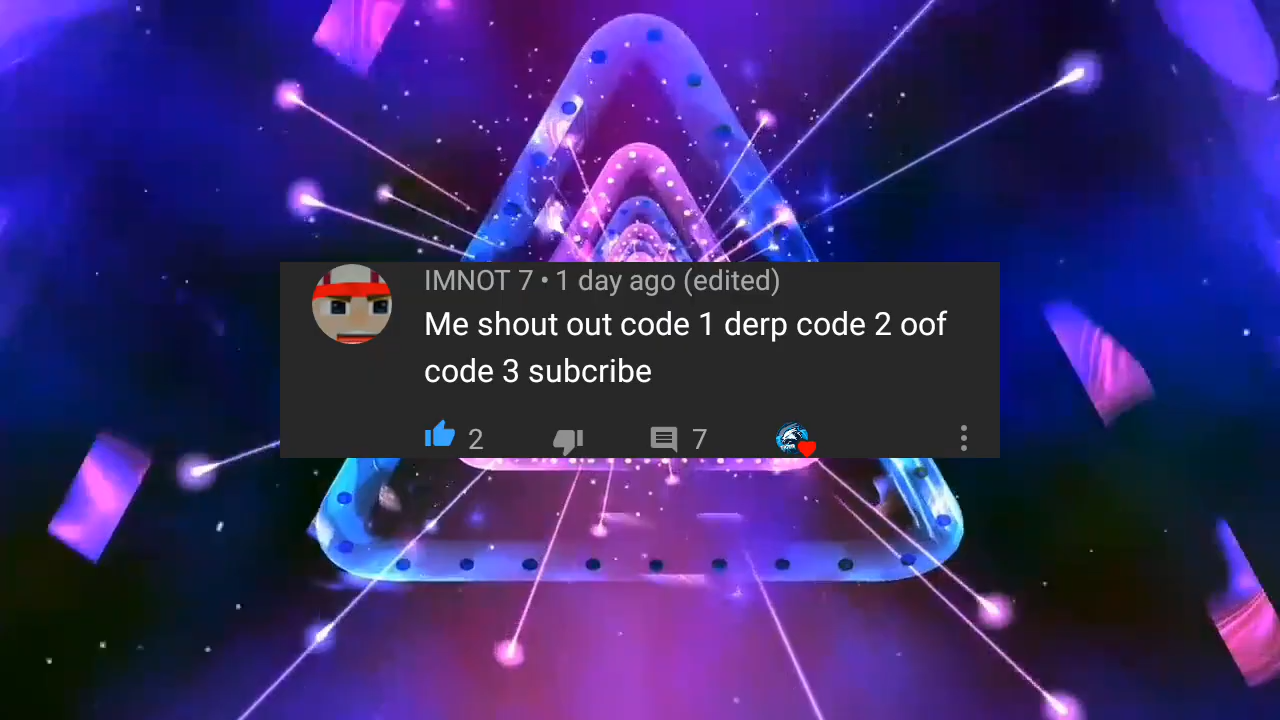 IMNOT 7 • 1 day ago (edited)
Me shout out code 1 derp code 2 oof
code 3 subcribe
2 7